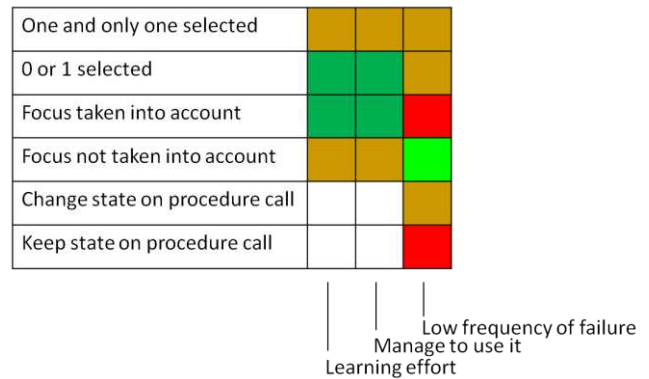 One and only one selected
0 or 1 selected
Focus taken into account
Focus not taken into account
Change state on procedure call
Keep state on procedure call
Low frequency of failure
Manage to use it
Learning effort